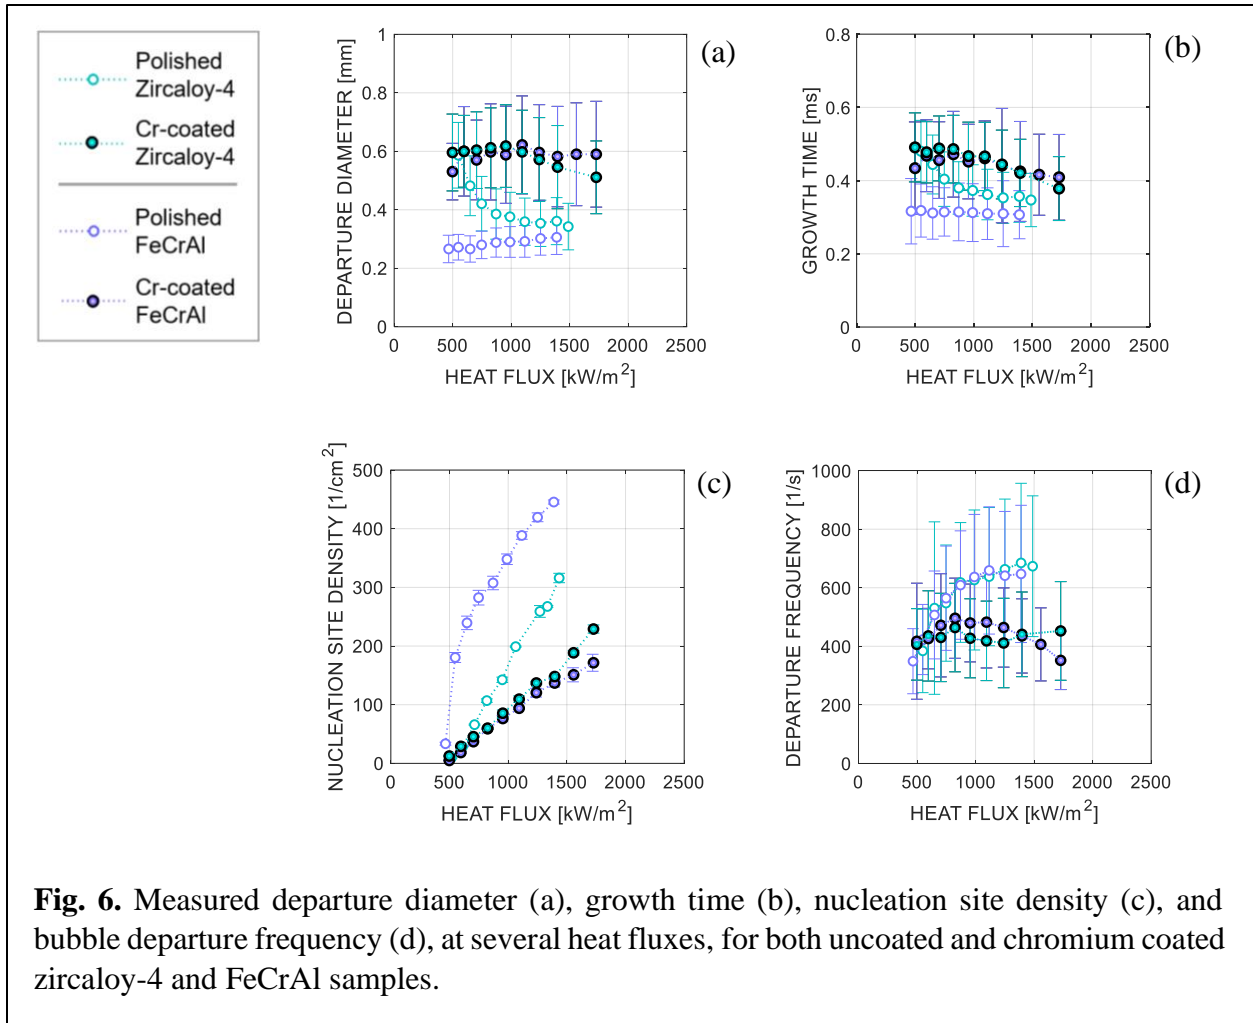 Polished
Zircaloy-4
Cr-coated
Zircaloy-4
Polished
FeCrAl
Cr-coated
FeCrAl
(a)
DEPARTURE DIAMETER [mm]
1
0.8
0.6
0.4
0.2
0
0 500 1000 1500 2000 2500
HEAT FLUX [kW/m²]
(b)
GROWTH TIME [ms]
0.8
0.6
0.4
0.2
0
0 500 1000 1500 2000 2500
HEAT FLUX [kW/m²]
(c)
NUCLEATION SITE DENSITY [1/cm²]
500
400
300
200
100
0
0 500 1000 1500 2000 2500
HEAT FLUX [kW/m²]
(d)
DEPARTURE FREQUENCY [1/s]
1000
800
600
400
200
0
0 500 1000 1500 2000 2500
HEAT FLUX [kW/m²]
Fig. 6. Measured departure diameter (a), growth time (b), nucleation site density (c), and
bubble departure frequency (d), at several heat fluxes, for both uncoated and chromium coated
zircaloy-4 and FeCrAl samples.